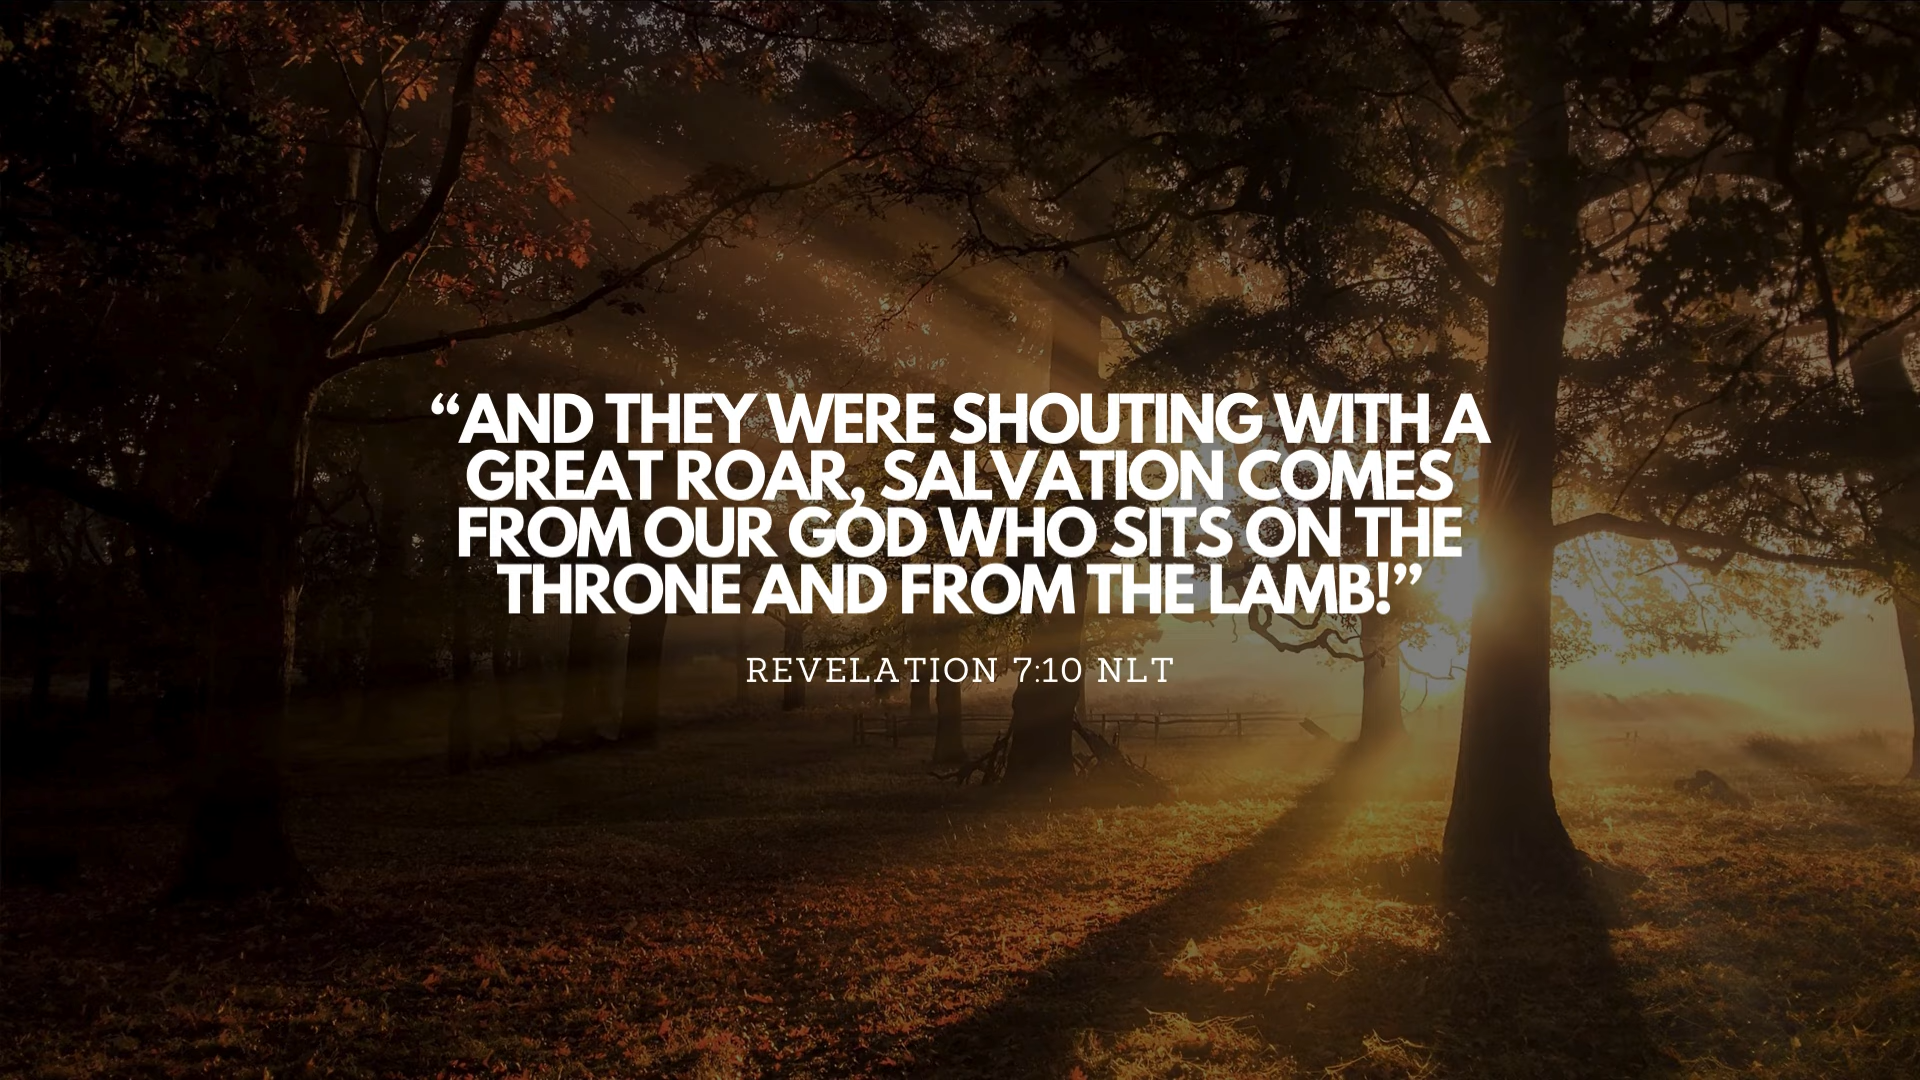 “AND THEY WERE SHOUTING WITH A
GREAT ROAR, SALVATION COMES
FROM OUR GOD WHO SITS ON THE
THRONE AND FROM THE LAMB!”
REVELATION 7:10 NLT